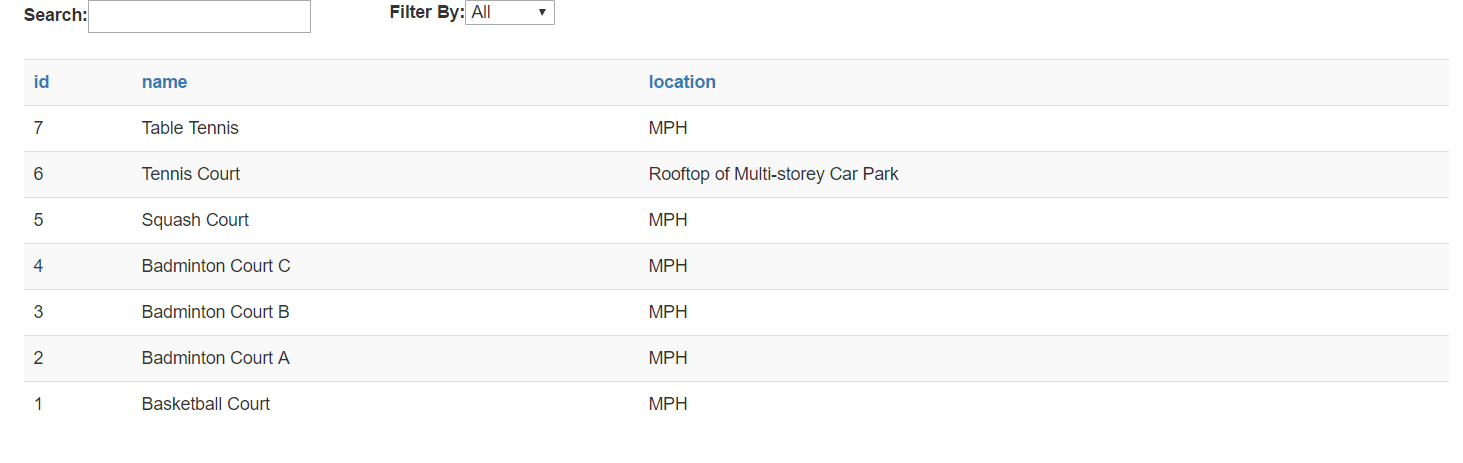 Search: Filter By: All
id name location
7 Table Tennis MPH
6 Tennis Court Rooftop of Multi-storey Car Park
5 Squash Court MPH
4 Badminton Court C MPH
3 Badminton Court B MPH
2 Badminton Court A MPH
1 Basketball Court MPH